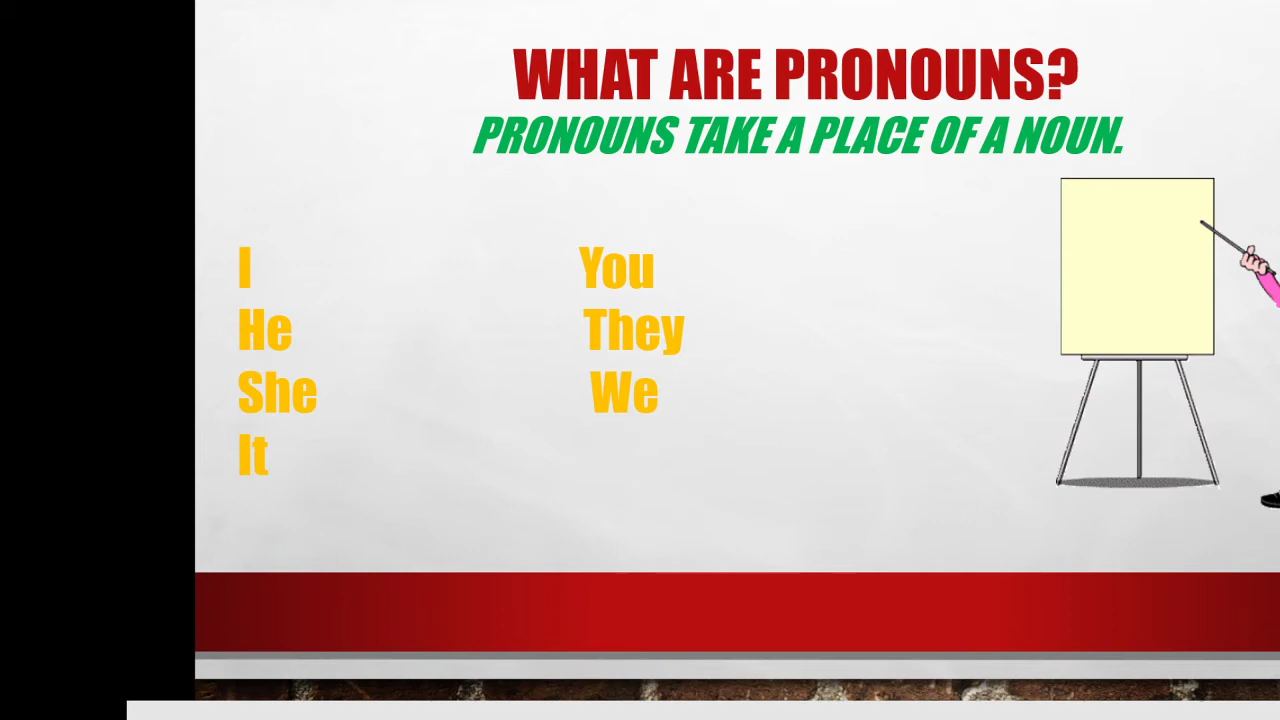 WHAT ARE PRONOUNS?
PRONOUNS TAKE A PLACE OF A NOUN.
I You
He They
She We
It